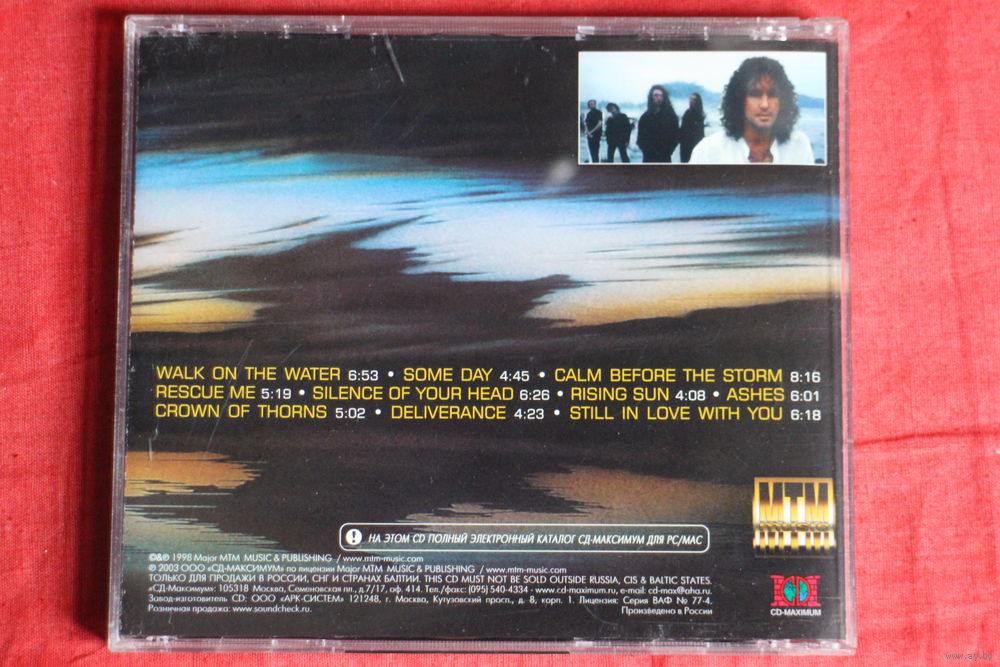 WALK ON THE WATER 6:53 • SOME DAY 4:45 • CALM BEFORE THE STORM 8:16
RESCUE ME 5:19 • SILENCE OF YOUR HEAD 6:26 • RISING SUN 4:08 • ASHES 6:01
CROWN OF THORNS 5:02 • DELIVERANCE 4:23 • STILL IN LOVE WITH YOU 6:18
MTM
! НА ЭТОМ CD ПОЛНЫЙ ЭЛЕКТРОННЫЙ КАТАЛОГ СД-МАКСИМУМ ДЛЯ PC/MAC
©&℗ 1998 Major MTM MUSIC & PUBLISHING / www.mtm-music.com
℗ 2003 ООО «СД-МАКСИМУМ» по лицензии Major MTM MUSIC & PUBLISHING / www.mtm-music.com
ТОЛЬКО ДЛЯ ПРОДАЖИ В РОССИИ, СНГ И СТРАНАХ БАЛТИИ. THIS CD MUST NOT BE SOLD OUTSIDE RUSSIA, CIS & BALTIC STATES.
«СД-Максимум»: 105318 Москва, Семеновская пл., д.7/17, оф. 414. Тел./факс: (095) 540-4334 · www.cd-maximum.ru, e-mail: cd-max@aha.ru.
Завод-изготовитель CD: ООО «АРК-СИСТЕМ» 121248, г. Москва, Кутузовский просп., д. 8, корп. 1. Лицензия: Серия ВАФ № 77-4.
Розничная продажа: www.soundcheck.ru.
Произведено в России
CD-MAXIMUM
www.ay.by